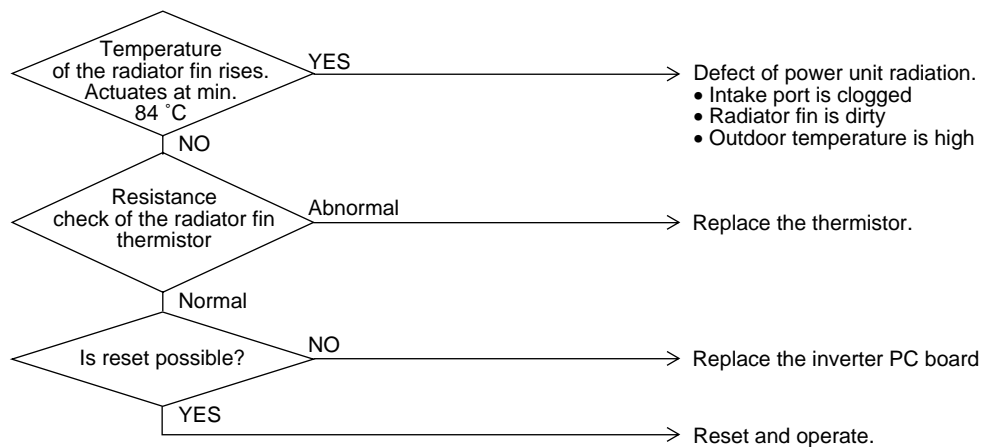 Temperature
of the radiator fin rises.
Actuates at min.
84 ˚C
YES
Defect of power unit radiation.
• Intake port is clogged
• Radiator fin is dirty
• Outdoor temperature is high
NO
Resistance
check of the radiator fin
thermistor
Abnormal
Replace the thermistor.
Normal
Is reset possible?
NO
Replace the inverter PC board
YES
Reset and operate.